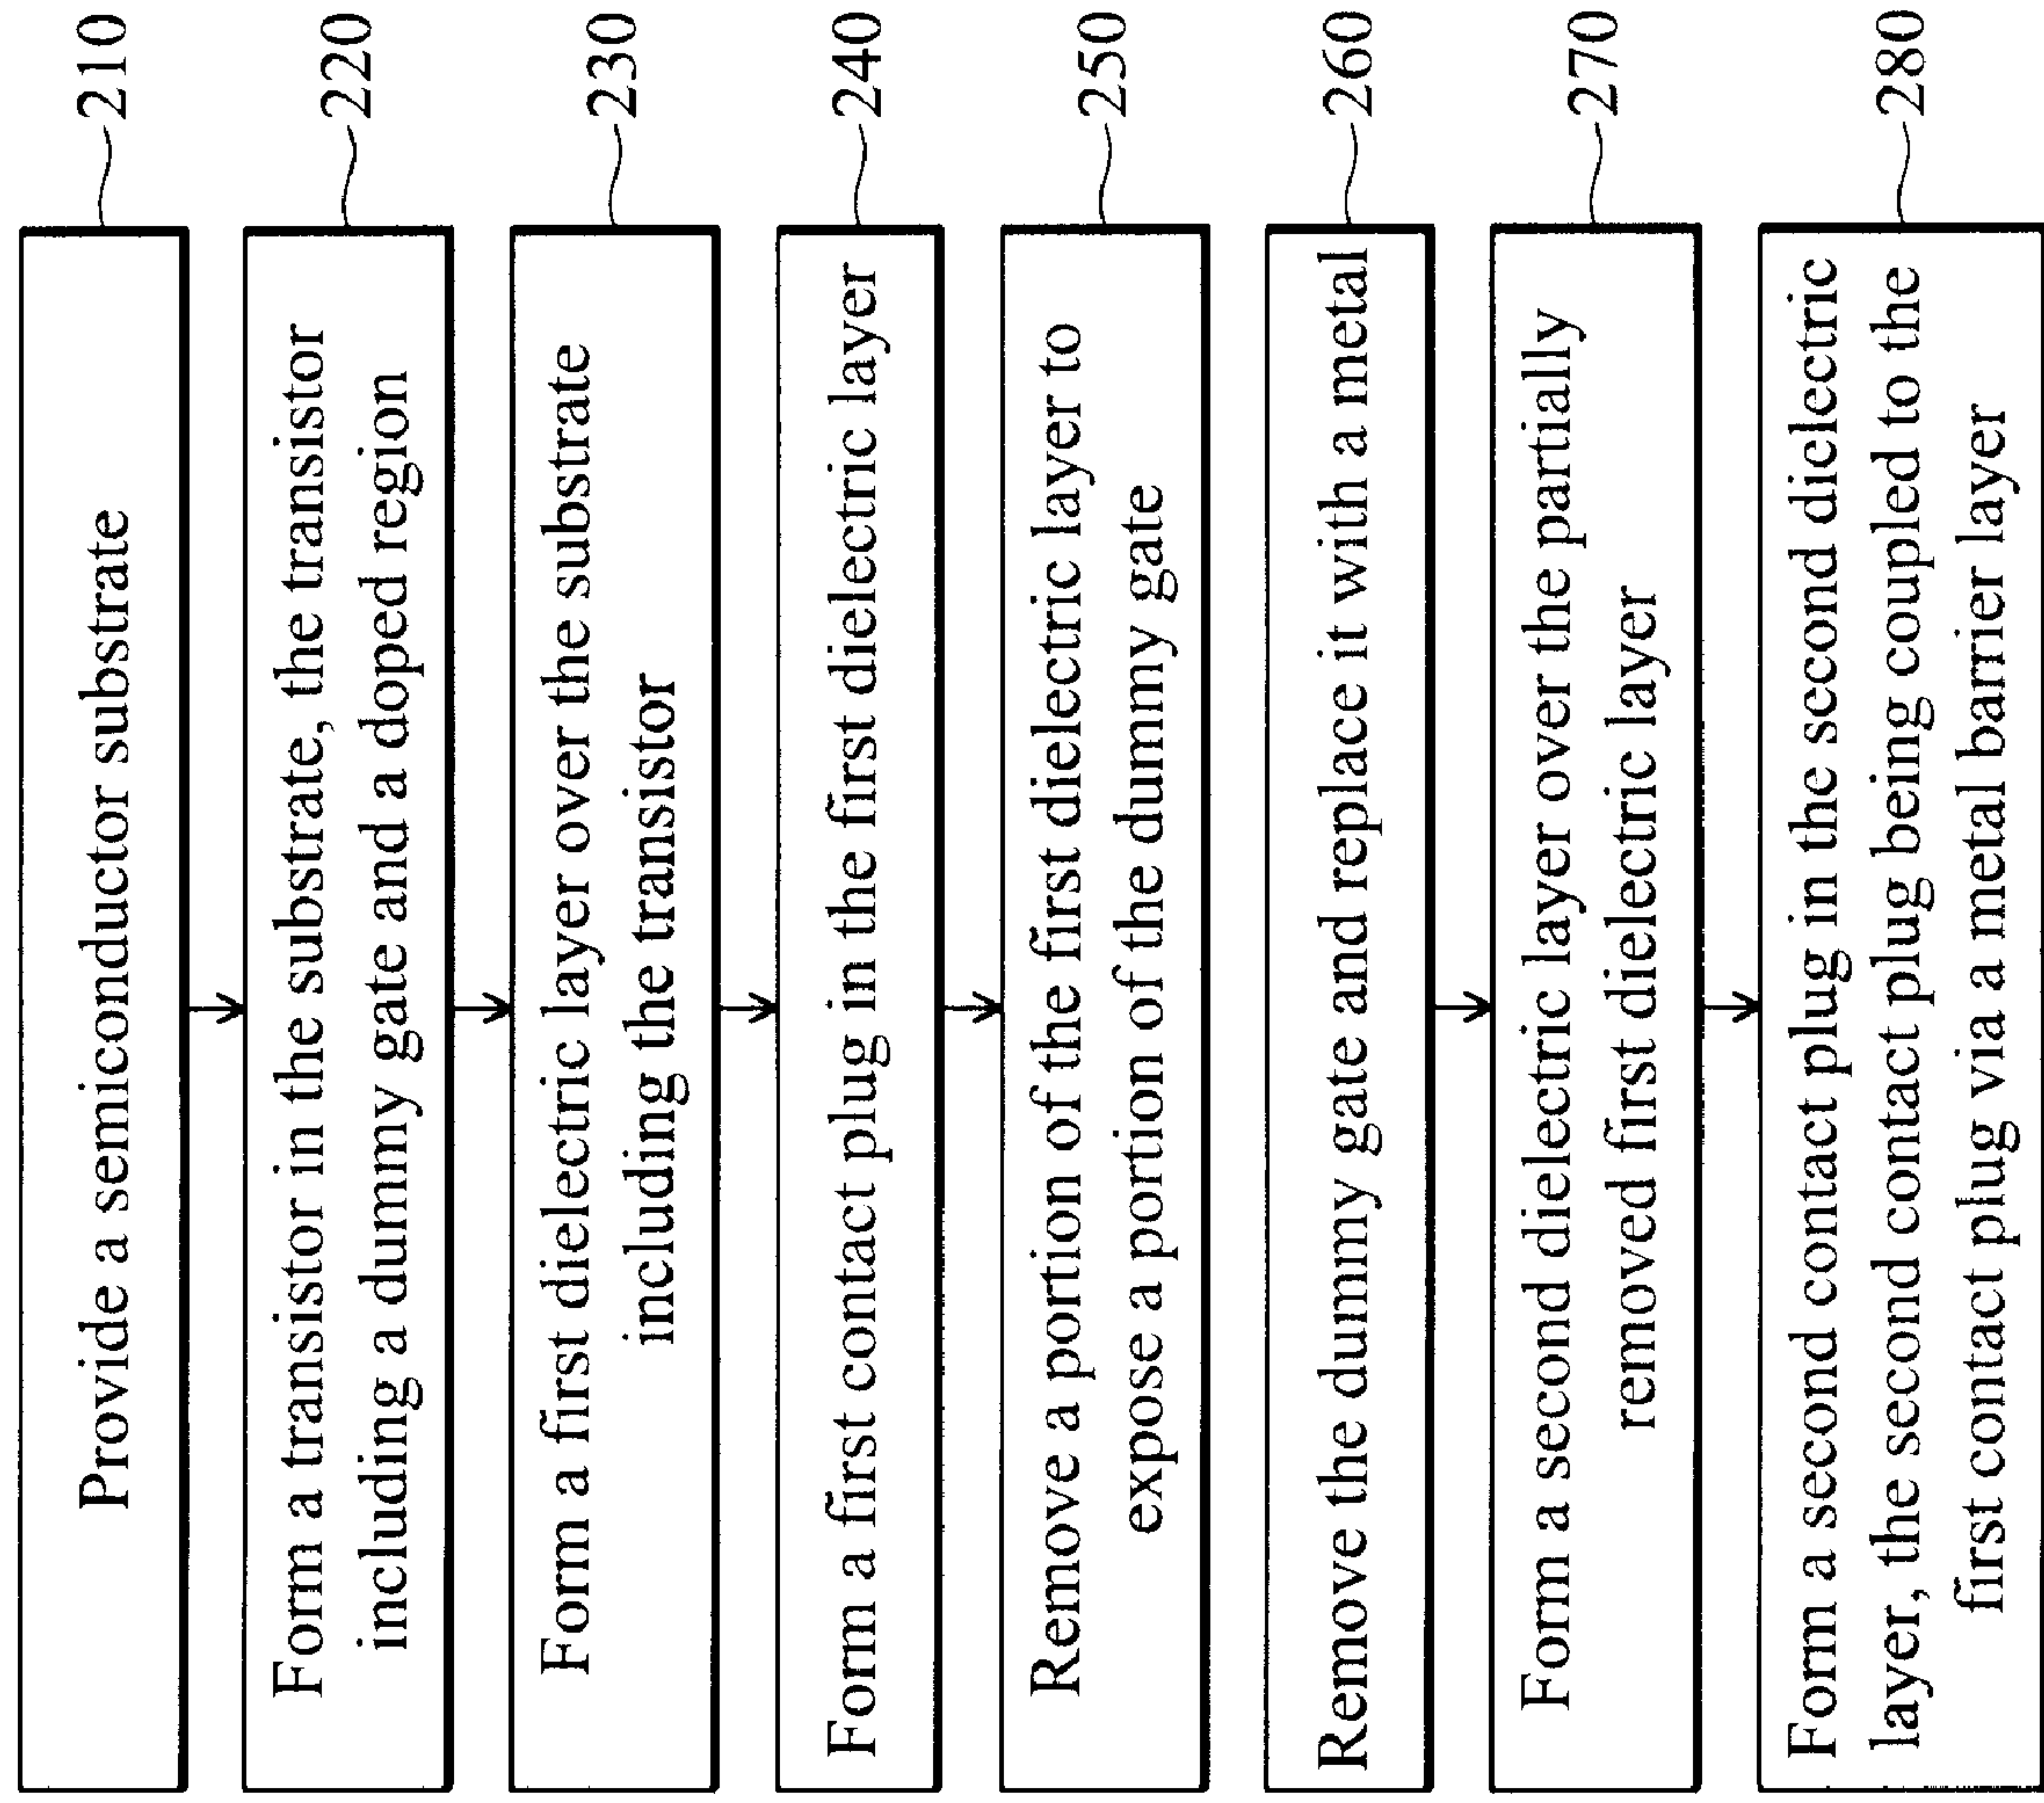 Provide a semiconductor substrate
210
Form a transistor in the substrate, the transistor
including a dummy gate and a doped region
220
Form a first dielectric layer over the substrate
including the transistor
230
Form a first contact plug in the first dielectric layer
240
Remove a portion of the first dielectric layer to
expose a portion of the dummy gate
250
Remove the dummy gate and replace it with a metal
260
Form a second dielectric layer over the partially
removed first dielectric layer
270
Form a second contact plug in the second dielectric
layer, the second contact plug being coupled to the
first contact plug via a metal barrier layer
280